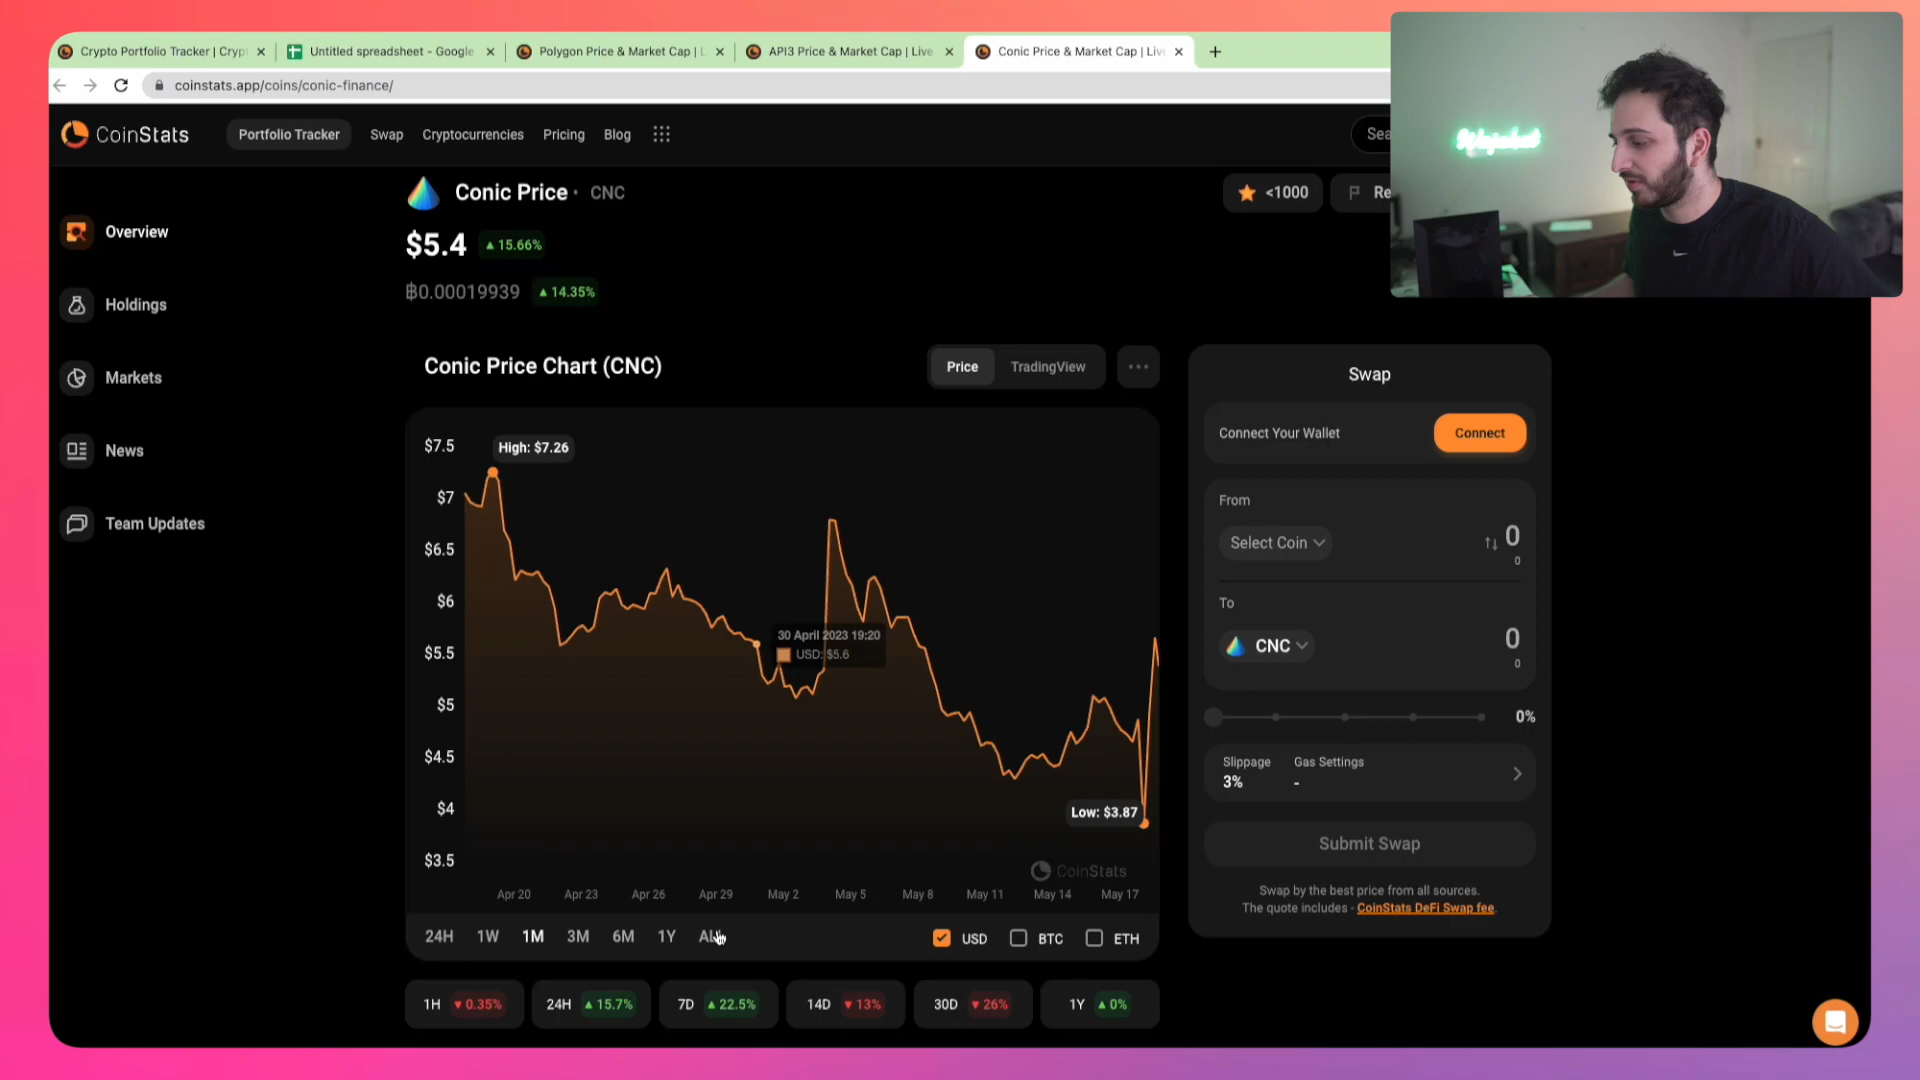 Crypto Portfolio Tracker | Cryp
Untitled spreadsheet - Google
Polygon Price & Market Cap | L
API3 Price & Market Cap | Live
Conic Price & Market Cap | Live
coinstats.app/coins/conic-finance/
CoinStats
Portfolio Tracker
Swap
Cryptocurrencies
Pricing
Blog
Sea
Overview
Holdings
Markets
News
Team Updates
Conic Price · CNC
<1000
Re
$5.4 ▲ 15.66%
฿0.00019939 ▲ 14.35%
Conic Price Chart (CNC)
Price
TradingView
$7.5
$7
$6.5
$6
$5.5
$5
$4.5
$4
$3.5
High: $7.26
30 April 2023 19:20
USD: $5.6
Low: $3.87
CoinStats
Apr 20 Apr 23 Apr 26 Apr 29 May 2 May 5 May 8 May 11 May 14 May 17
24H 1W 1M 3M 6M 1Y
USD BTC ETH
1H ▼ 0.35%
24H ▲ 15.7%
7D ▲ 22.5%
14D ▼ 13%
30D ▼ 26%
1Y ▲ 0%
Swap
Connect Your Wallet
Connect
From
Select Coin
0
0
To
CNC
0
0
0%
Slippage
3%
Gas Settings
-
Submit Swap
Swap by the best price from all sources.
The quote includes - CoinStats DeFi Swap fee.